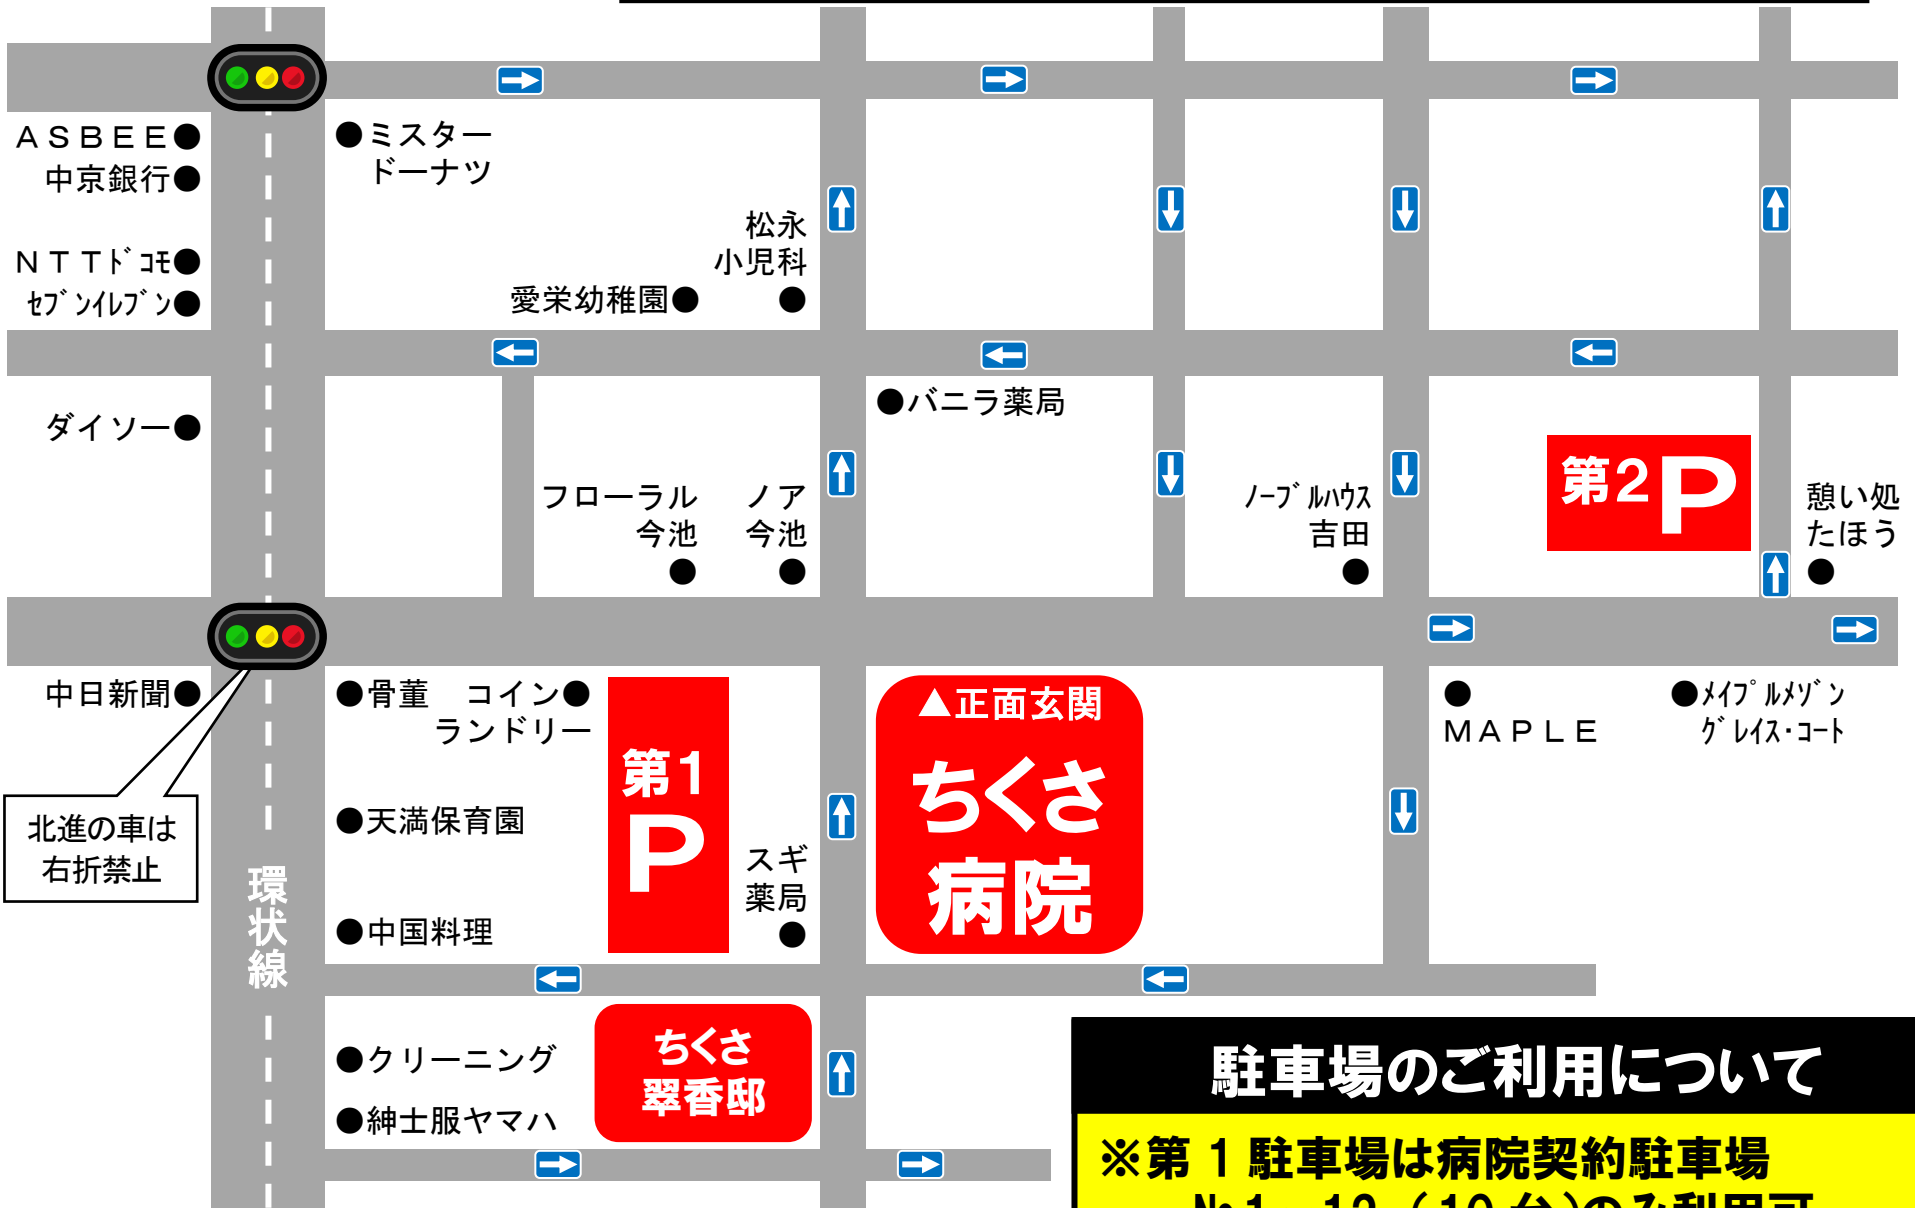 ＡＳＢＥＥ●
中京銀行●
ＮＴＴﾄﾞｺﾓ●
ｾﾌﾞﾝｲﾚﾌﾞﾝ●
●ミスター
ドーナツ
松永
小児科
●
愛栄幼稚園●
ダイソー●
●バニラ薬局
フローラル
今池
●
ノア
今池
●
ﾉｰﾌﾞﾙﾊｳｽ
吉田
●
第2P
憩い処
たほう
●
中日新聞●
●骨董
コイン●
ランドリー
第1
P
▲正面玄関
ちくさ
病院
●
ＭＡＰＬＥ
●ﾒｲﾌﾟﾙﾒｿﾞﾝ
ｸﾞﾚｲｽ・ｺｰﾄ
北進の車は
右折禁止
●天満保育園
スギ
薬局
●
環状線
●中国料理
●クリーニング
●紳士服ヤマハ
ちくさ
翠香邸
駐車場のご利用について
※第１駐車場は病院契約駐車場